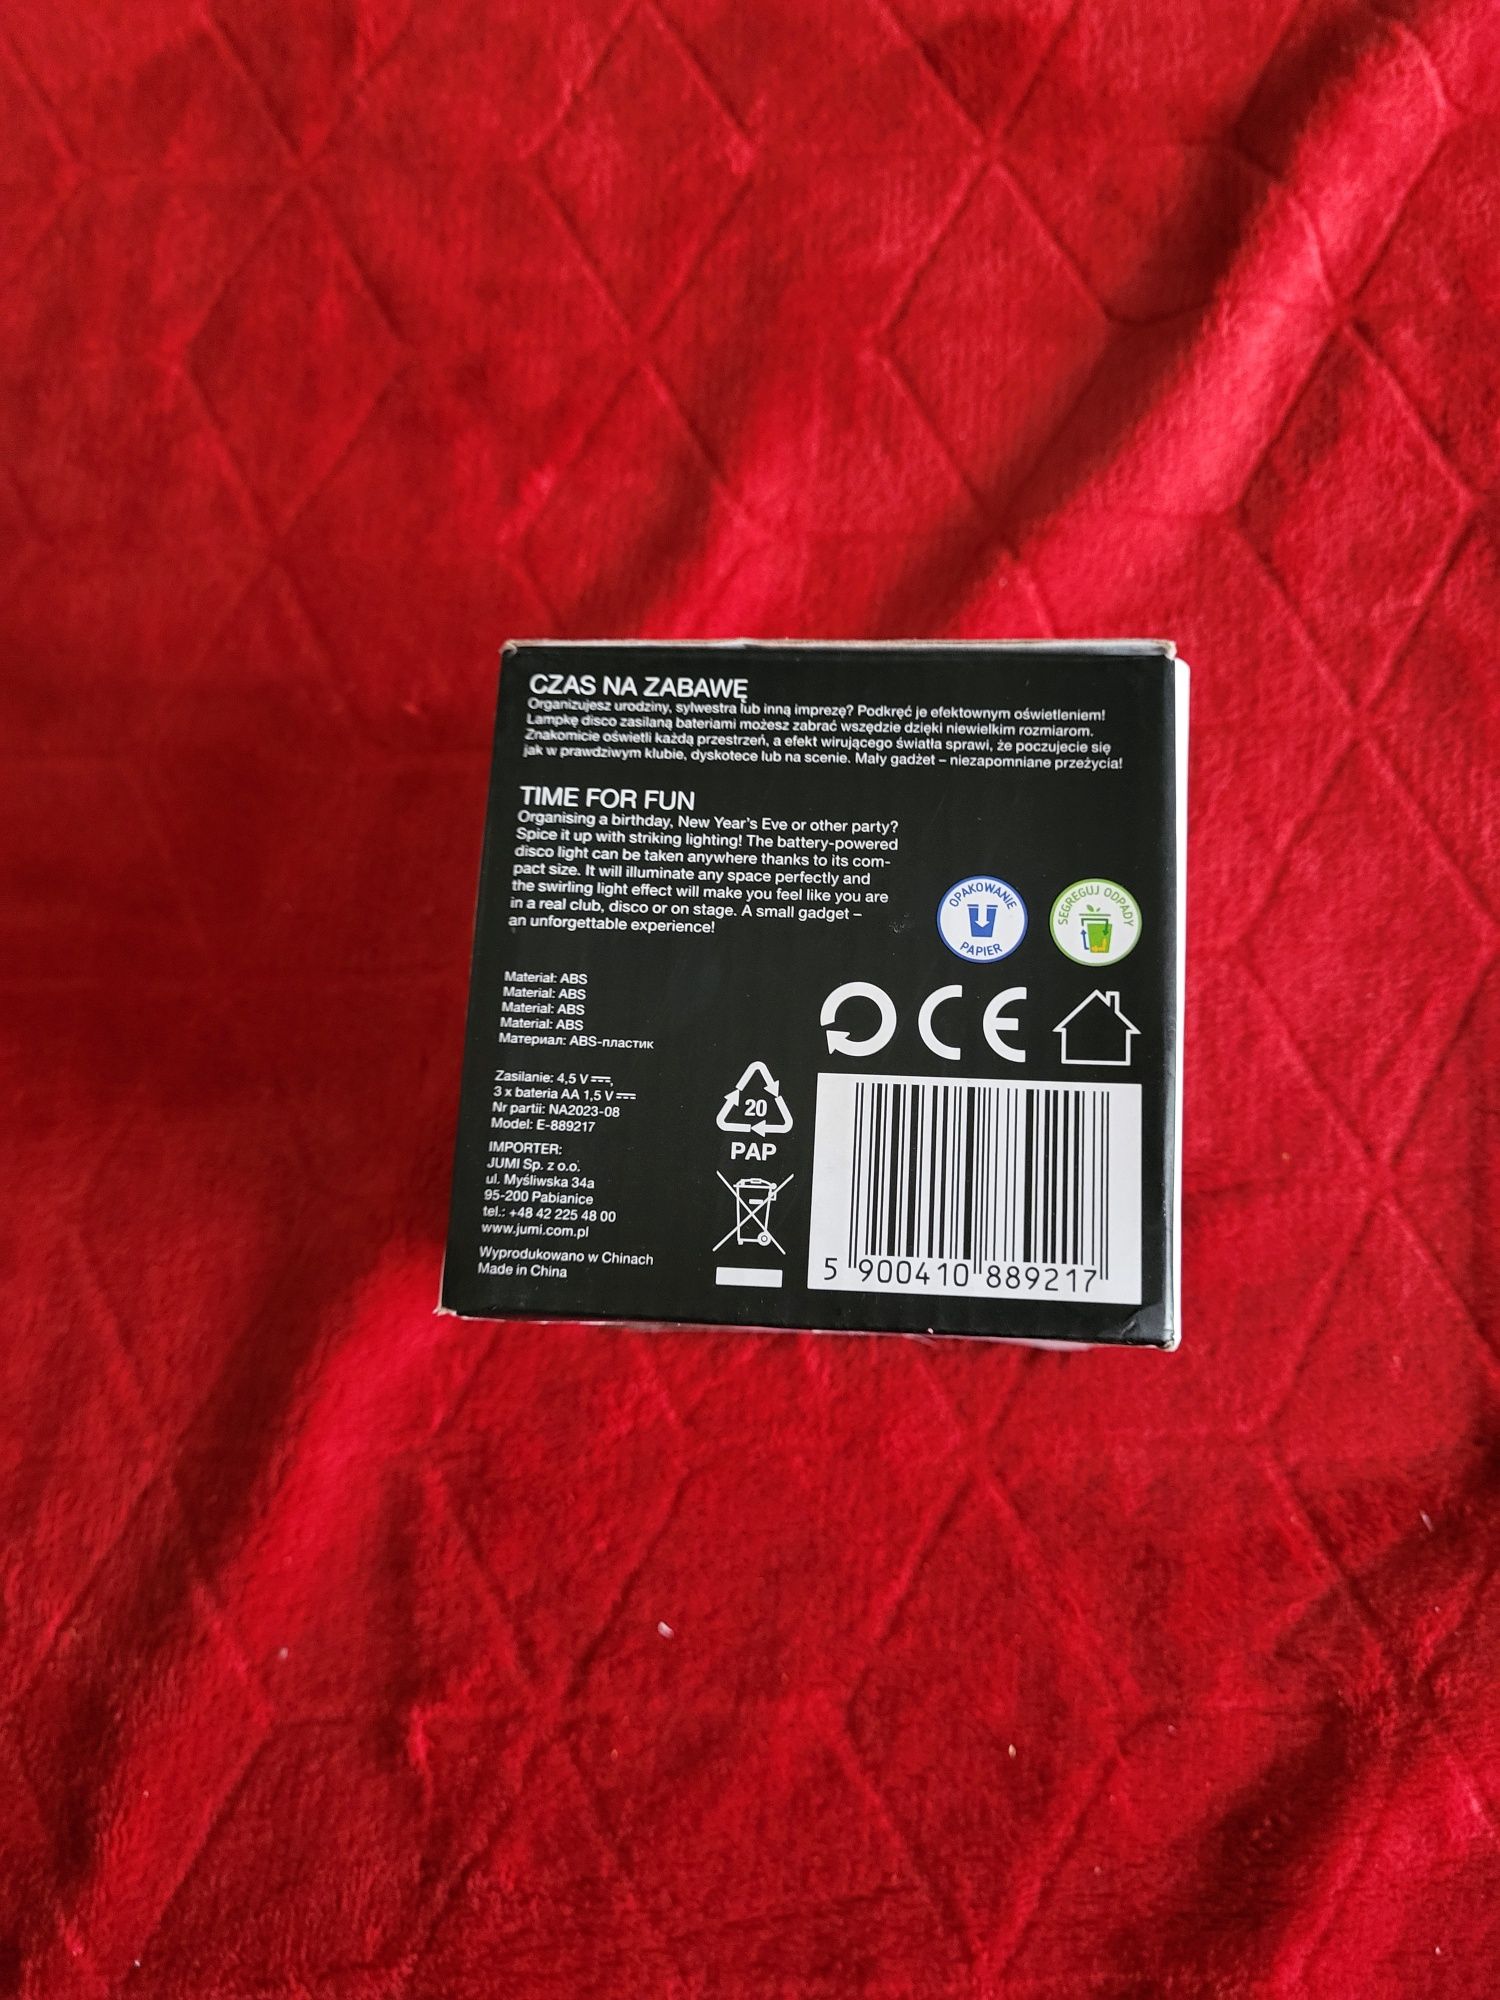 CZAS NA ZABAWĘ
Organizujesz urodziny, sylwestra lub inną imprezę? Podkręć je efektownym oświetleniem!
Lampkę disco zasilaną bateriami możesz zabrać wszędzie dzięki niewielkim rozmiarom.
Znakomicie oświetli każdą przestrzeń, a efekt wirującego światła sprawi, że poczujecie się
jak w prawdziwym klubie, dyskotece lub na scenie. Mały gadżet – niezapomniane przeżycia!
TIME FOR FUN
Organising a birthday, New Year's Eve or other party?
Spice it up with striking lighting! The battery-powered
disco light can be taken anywhere thanks to its com-
pact size. It will illuminate any space perfectly and
the swirling light effect will make you feel like you are
in a real club, disco or on stage. A small gadget –
an unforgettable experience!
OPAKOWANIE
PAPIER
SEGREGUJ ODPADY
Materiał: ABS
Material: ABS
Materiál: ABS
Material: ABS
Материал: ABS-пластик
CE
Zasilanie: 4,5 V ⎓,
3 x bateria AA 1,5 V ⎓
Nr partii: NA2023-08
Model: E-889217
20
PAP
IMPORTER:
JUMI Sp. z o.o.
ul. Myśliwska 34a
95-200 Pabianice
tel.: +48 42 225 48 00
www.jumi.com.pl
Wyprodukowano w Chinach
Made in China
5 900410 889217